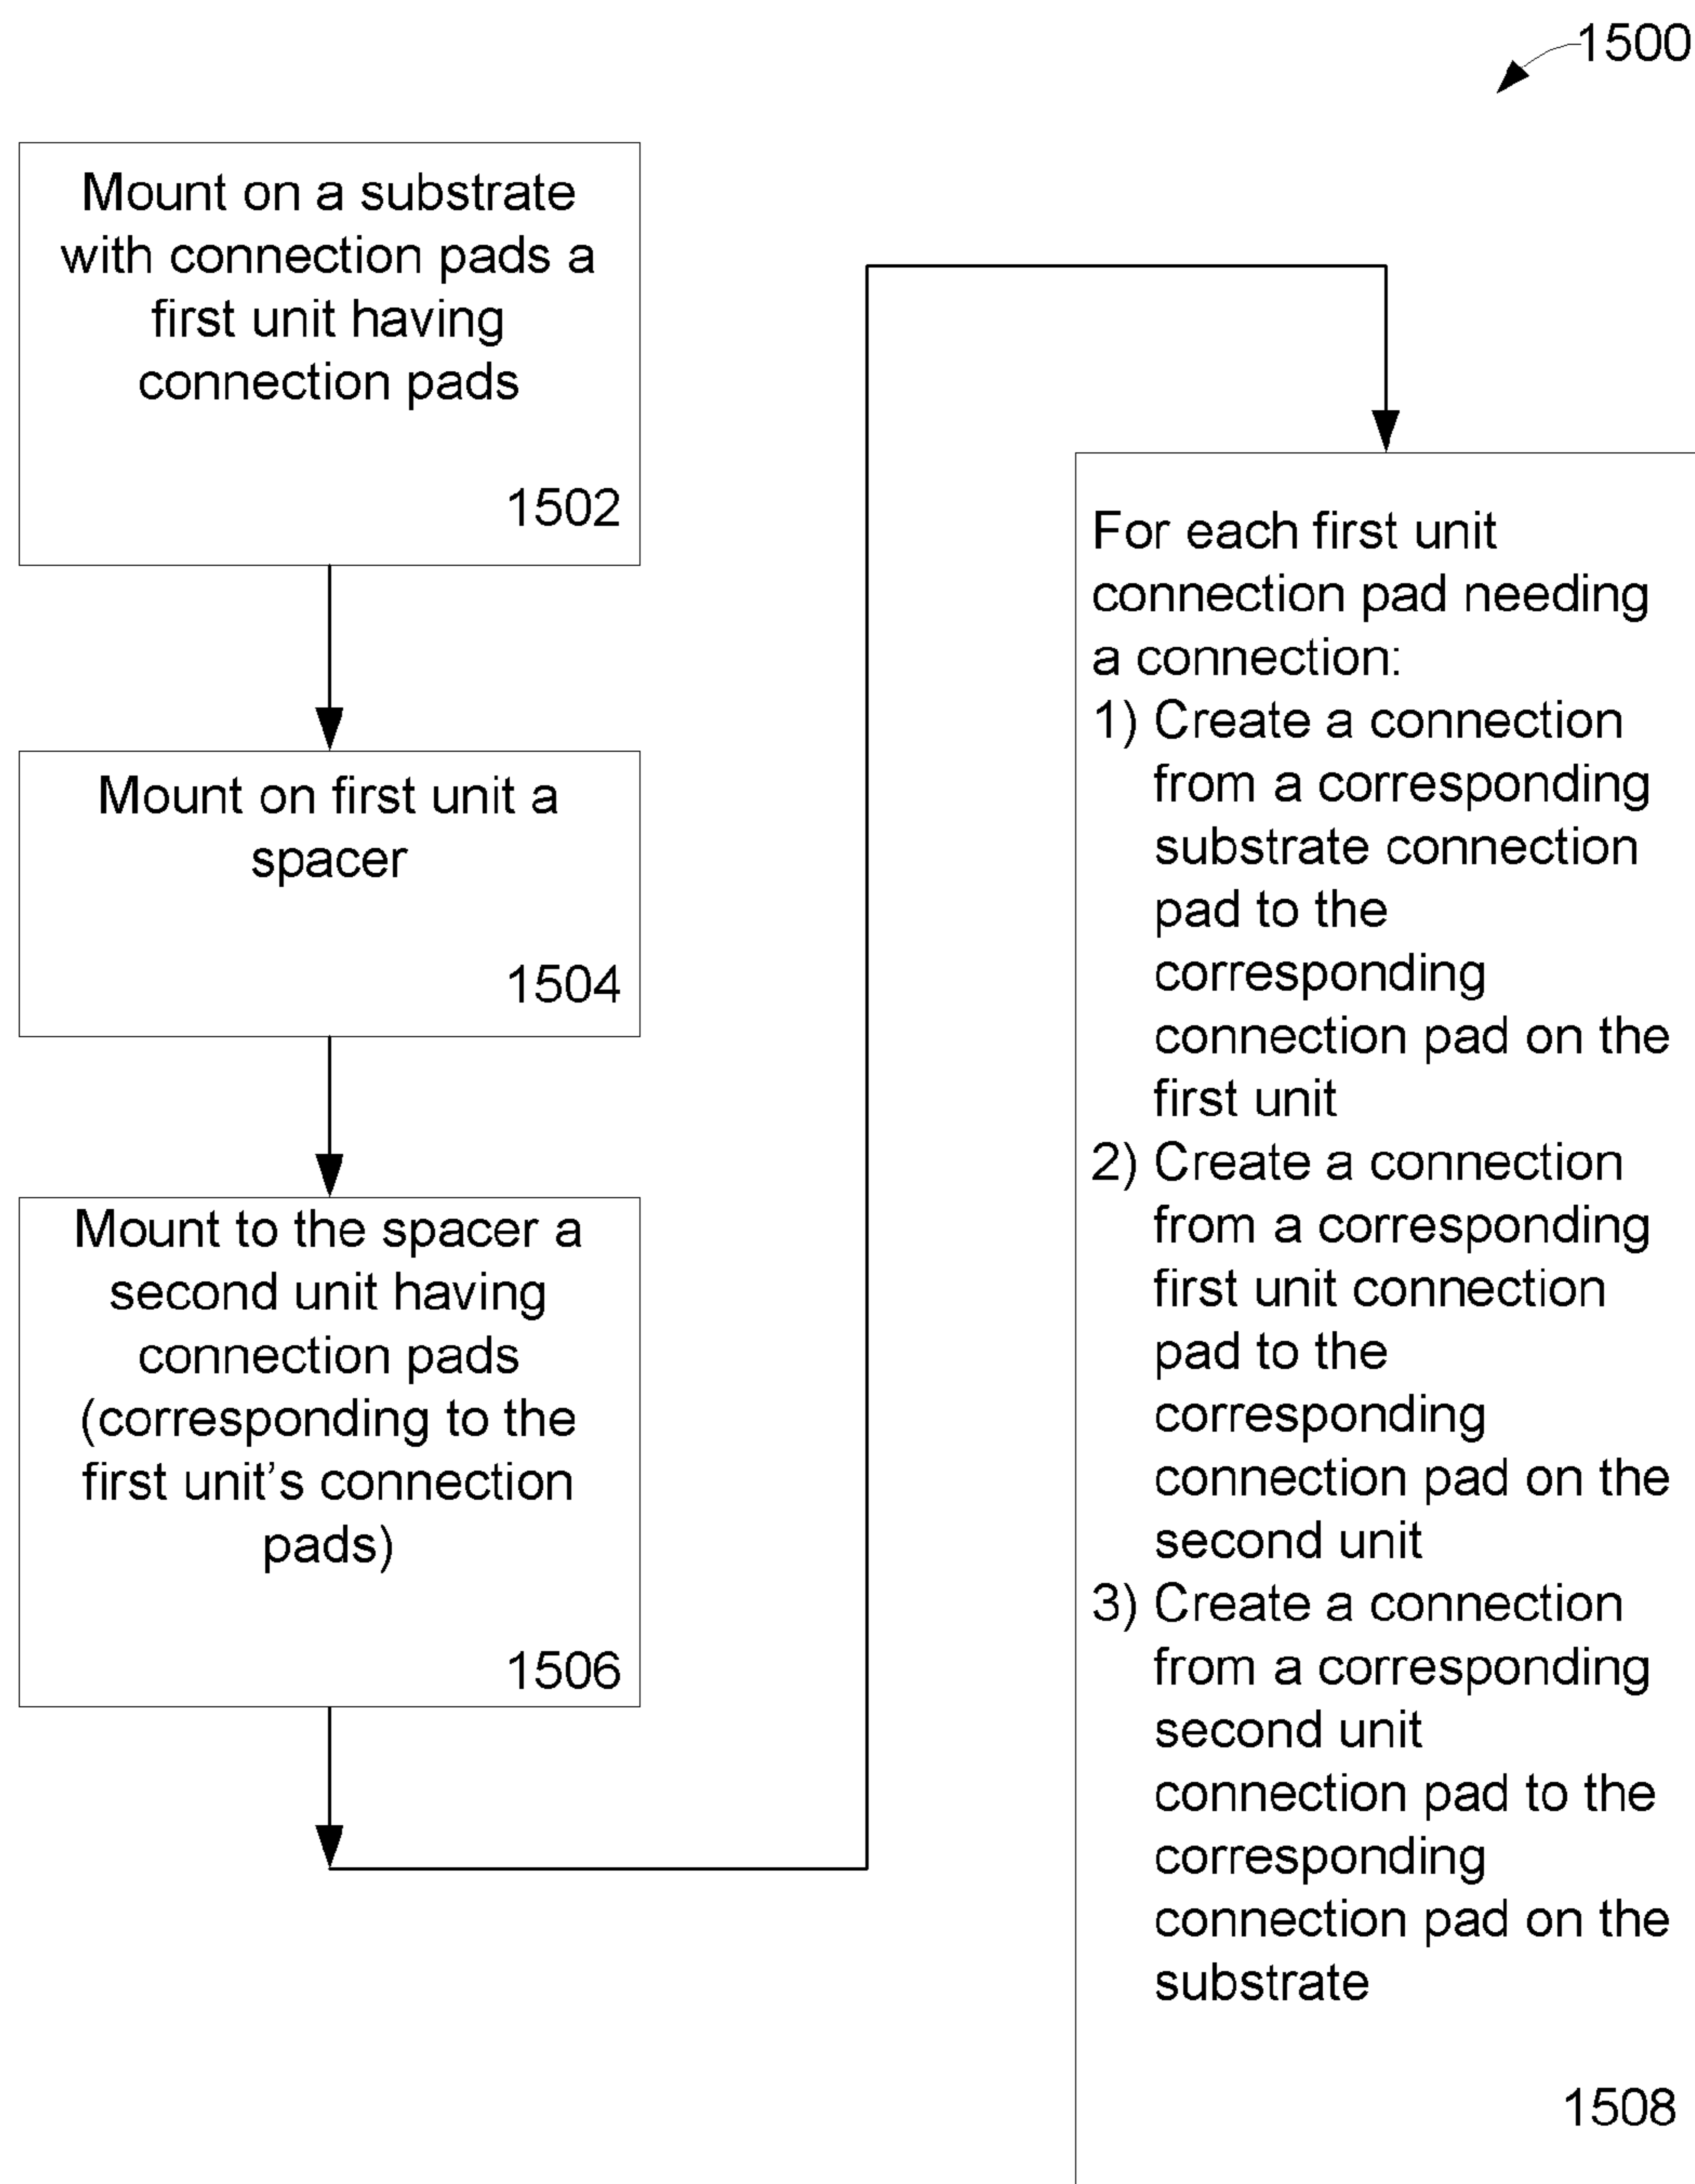 1500
Mount on a substrate
with connection pads a
first unit having
connection pads
1502
Mount on first unit a
spacer
1504
Mount to the spacer a
second unit having
connection pads
(corresponding to the
first unit's connection
pads)
1506
For each first unit
connection pad needing
a connection:
1) Create a connection
from a corresponding
substrate connection
pad to the
corresponding
connection pad on the
first unit
2) Create a connection
from a corresponding
first unit connection
pad to the
corresponding
connection pad on the
second unit
3) Create a connection
from a corresponding
second unit
connection pad to the
corresponding
connection pad on the
substrate
1508